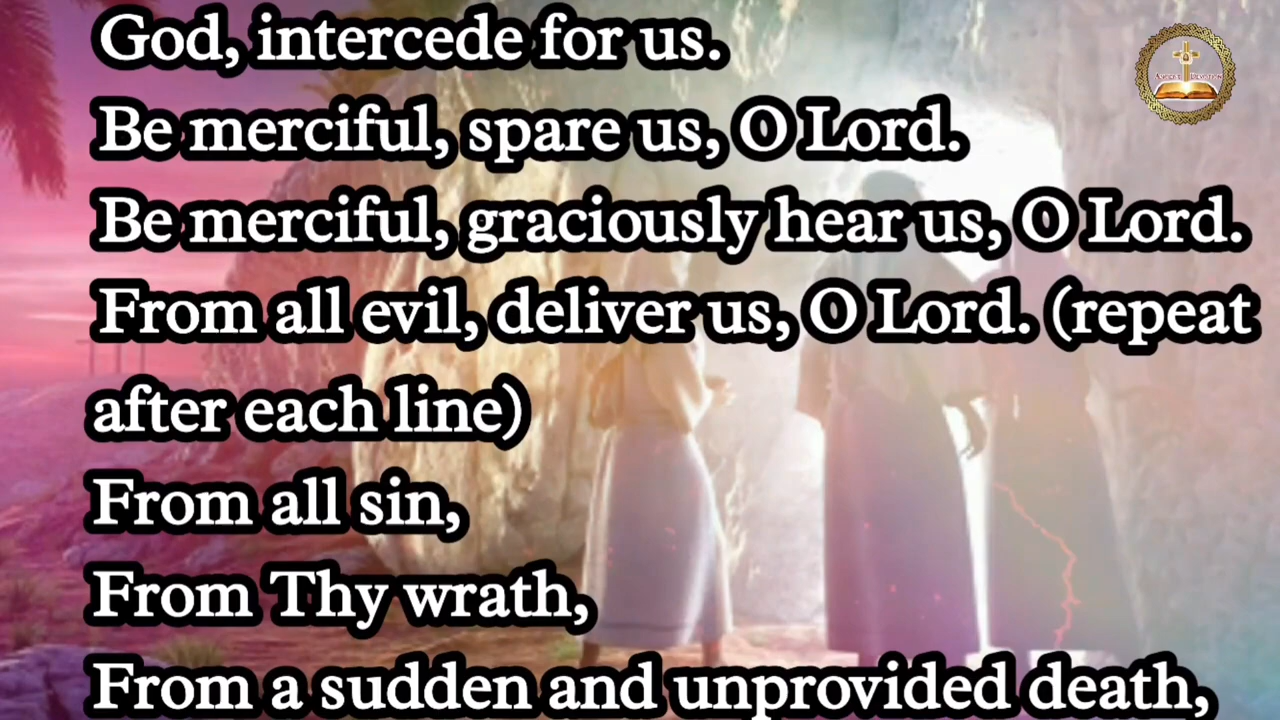 God, intercede for us.
Be merciful, spare us, O Lord.
Be merciful, graciously hear us, O Lord.
From all evil, deliver us, O Lord. (repeat
after each line)
From all sin,
From Thy wrath,
From a sudden and unprovided death,